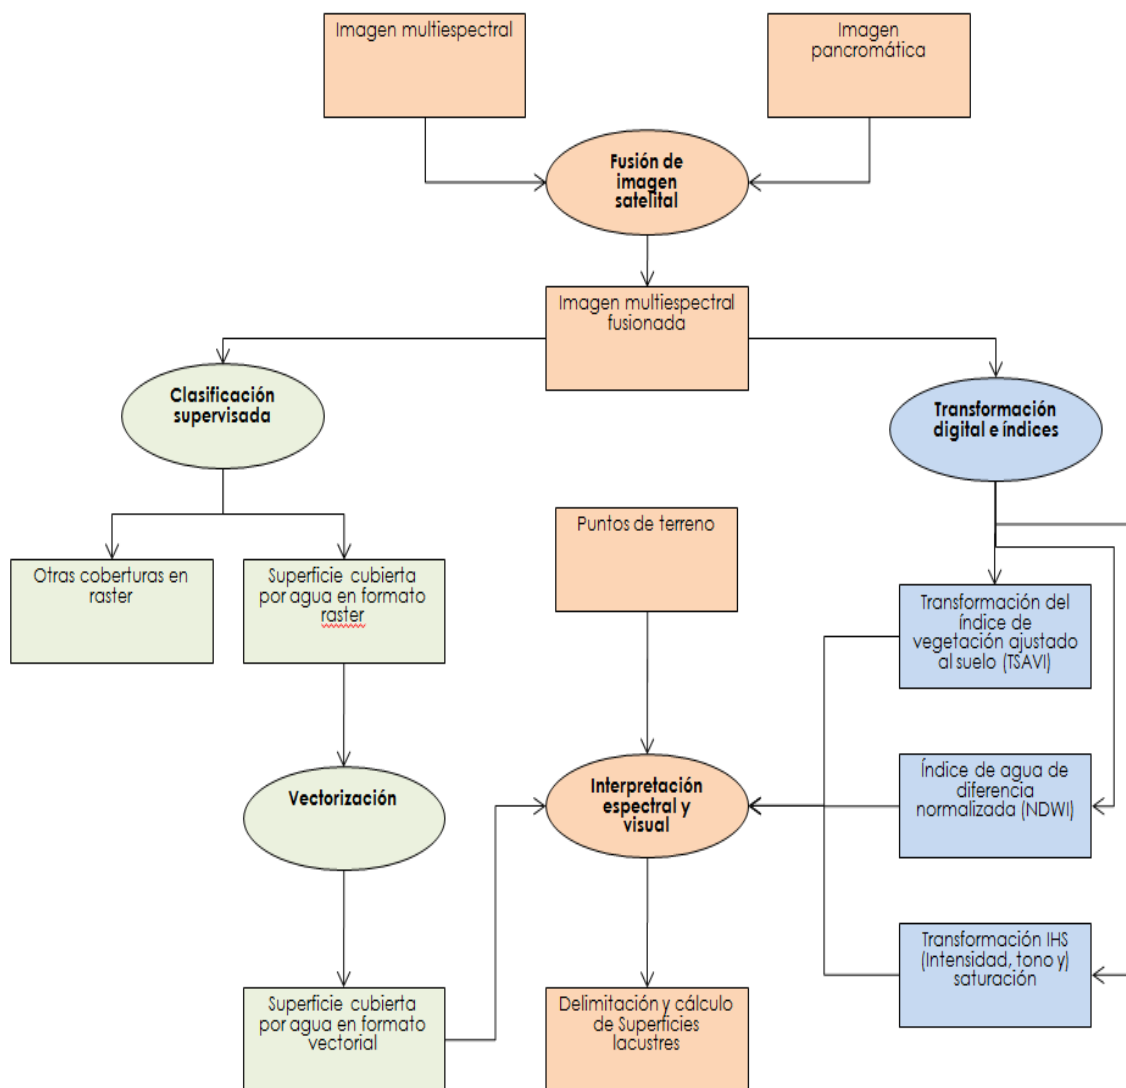 Imagen multiespectral
Imagen
pancromática
Fusión de
imagen
satelital
Imagen multiespectral
fusionada
Clasificación
supervisada
Transformación
digital e índices
Puntos de terreno
Otras coberturas en
raster
Superficie cubierta
por agua en formato
raster
Transformación del
índice de
vegetación ajustado
al suelo (TSAVI)
Vectorización
Interpretación
espectral y
visual
Índice de agua de
diferencia
normalizada (NDWI)
Transformación IHS
(Intensidad, tono y)
saturación
Superficie cubierta
por agua en formato
vectorial
Delimitación y cálculo
de Superficies
lacustres